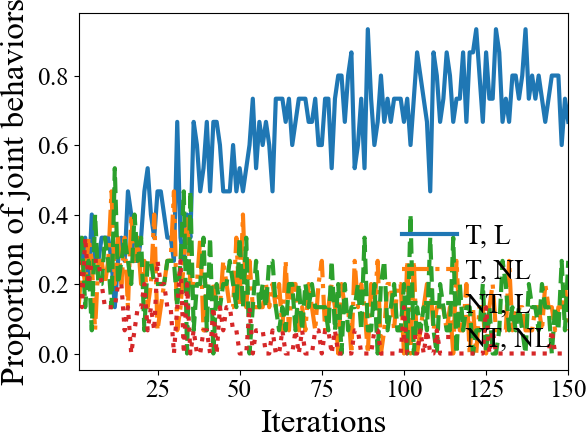 Proportion of joint behaviors
0.8
0.6
0.4
0.2
0.0
T, L
T, NL
NT, L
NT, NL
25
50
75
100
125
150
Iterations